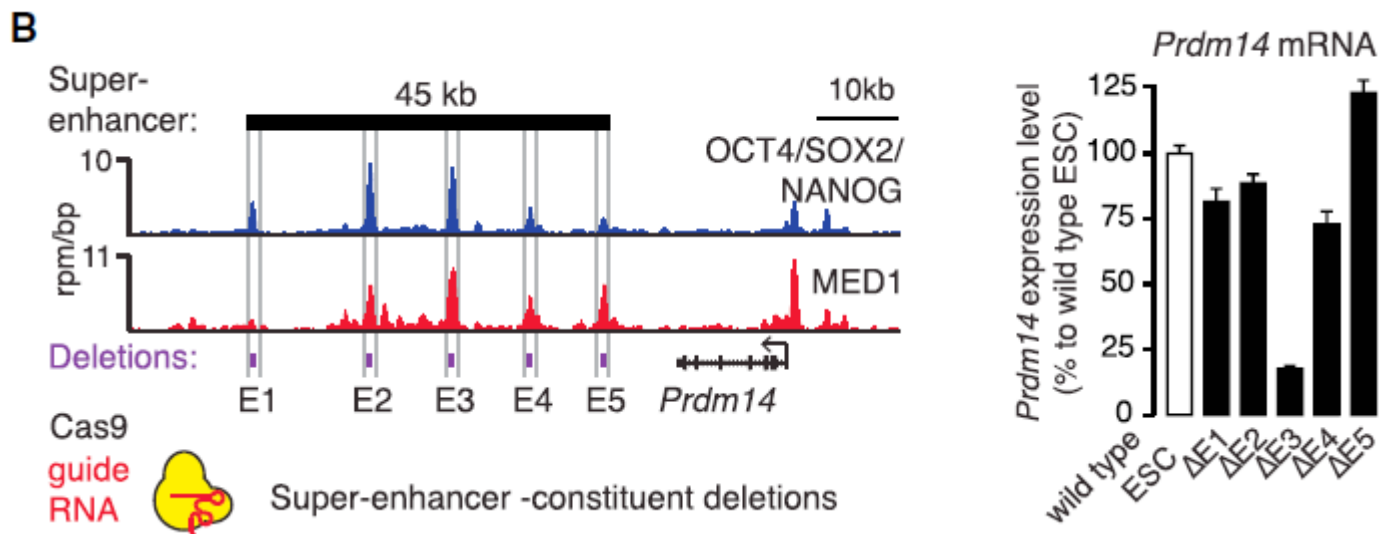 B
Super-
enhancer:
45 kb
10kb
OCT4/SOX2/
NANOG
10
rpm/bp
11
MED1
Deletions:
E1 E2 E3 E4 E5 Prdm14
Cas9
guide
RNA
Super-enhancer -constituent deletions
Prdm14 mRNA
Prdm14 expression level
(% to wild type ESC)
125
100
75
50
25
0
wild type
ESC
ΔE1
ΔE2
ΔE3
ΔE4
ΔE5